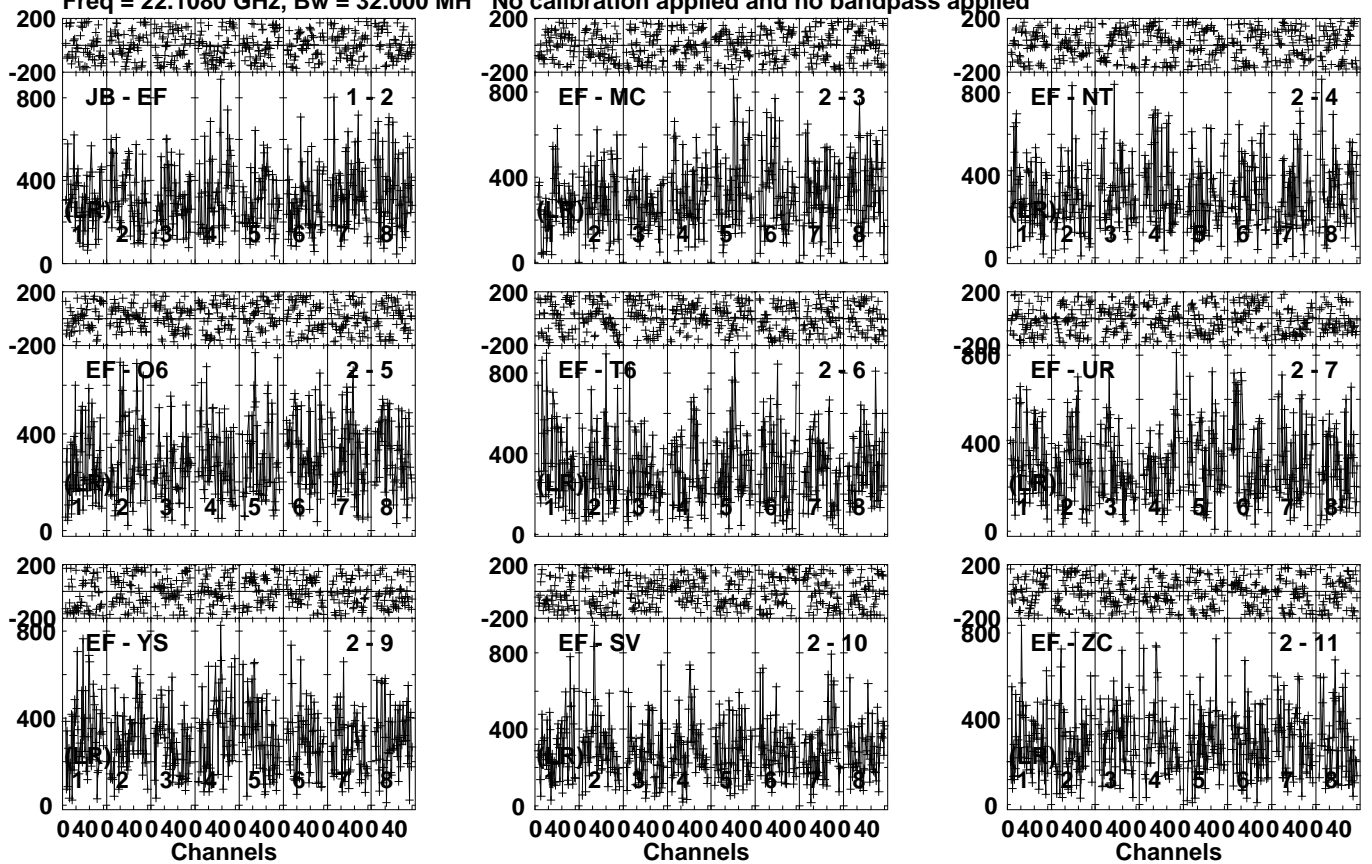 Freq = 22.1080 GHz, Bw = 32.000 MH No calibration applied and no bandpass applied
200 200 200
-200 -200 -200
800 800 800
JB - EF 1 - 2 EF - MC 2 - 3 EF - NT 2 - 4
400 400 400
(LR) (LR) (LR)
1 2 3 4 5 6 7 8 1 2 3 4 5 6 7 8 1 2 3 4 5 6 7 8
0 0 0
200 200 200
-200 -200 -200
800 800
EF - O6 2 - 5 EF - T6 2 - 6 EF - UR 2 - 7
400 400 400
(LR) (LR) (LR)
1 2 3 4 5 6 7 8 1 2 3 4 5 6 7 8 1 2 3 4 5 6 7 8
0 0 0
200 200 200
-200 -200 -200
800 800 800
EF - YS 2 - 9 EF - SV 2 - 10 EF - ZC 2 - 11
400 400 400
(LR) (LR) (LR)
1 2 3 4 5 6 7 8 1 2 3 4 5 6 7 8 1 2 3 4 5 6 7 8
0 0 0
0 40 0 40 0 40 0 40 0 40 0 40 0 40 0 40 0 40 0 40 0 40 0 40 0 40 0 40 0 40 0 40 0 40 0 40 0 40 0 40 0 40 0 40 0 40 0 40
Channels Channels Channels